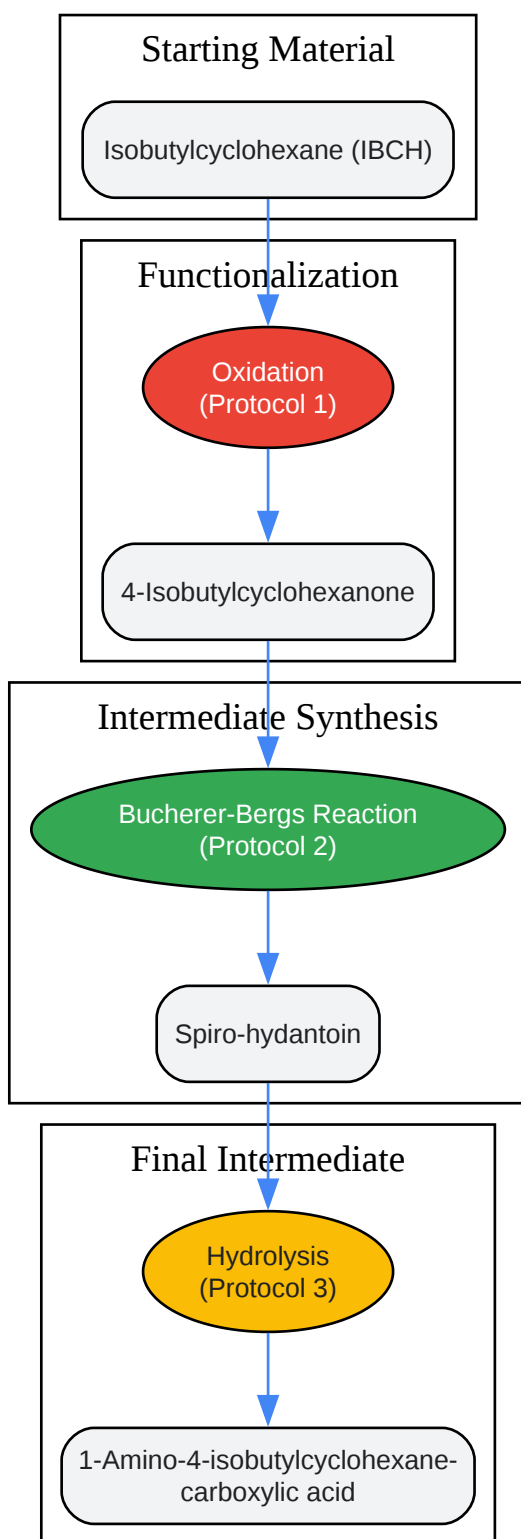 Starting Material
Isobutylcyclohexane (IBCH)
Functionalization
Oxidation
(Protocol 1)
4-Isobutylcyclohexanone
Intermediate Synthesis
Bucherer-Bergs Reaction
(Protocol 2)
Spiro-hydantoin
Final Intermediate
Hydrolysis
(Protocol 3)
1-Amino-4-isobutylcyclohexane-
carboxylic acid